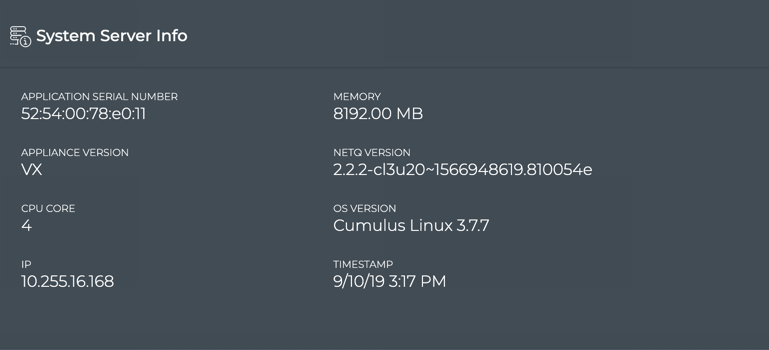 System Server Info
APPLICATION SERIAL NUMBER
52:54:00:78:e0:11
MEMORY
8192.00 MB
APPLIANCE VERSION
VX
NETQ VERSION
2.2.2-cl3u20~1566948619.810054e
CPU CORE
4
OS VERSION
Cumulus Linux 3.7.7
IP
10.255.16.168
TIMESTAMP
9/10/19 3:17 PM